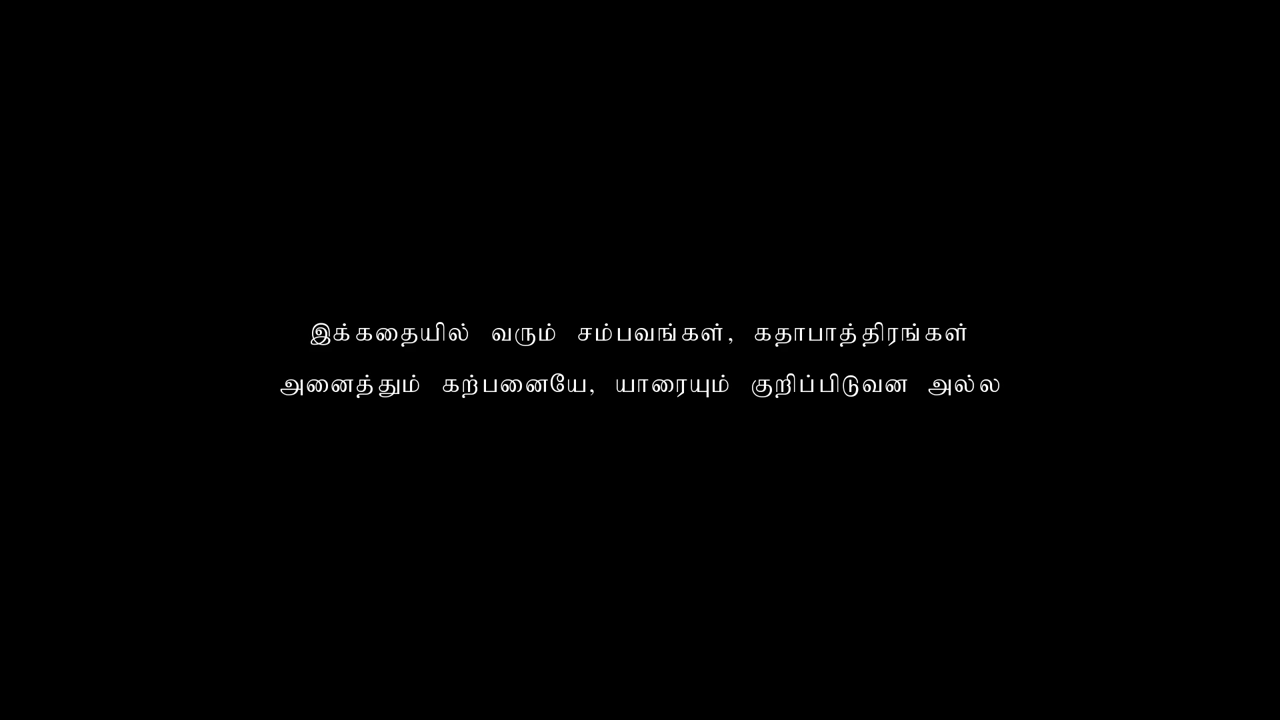 இக்கதையில் வரும் சம்பவங்கள், கதாபாத்திரங்கள்
அனைத்தும் கற்பனையே, யாரையும் குறிப்பிடுவன அல்ல